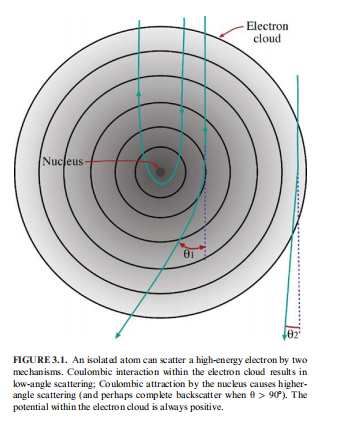 Electron
cloud
Nucleus
θ1
θ2
FIGURE 3.1. An isolated atom can scatter a high-energy electron by two
mechanisms. Coulombic interaction within the electron cloud results in
low-angle scattering; Coulombic attraction by the nucleus causes higher-
angle scattering (and perhaps complete backscatter when θ > 90°). The
potential within the electron cloud is always positive.